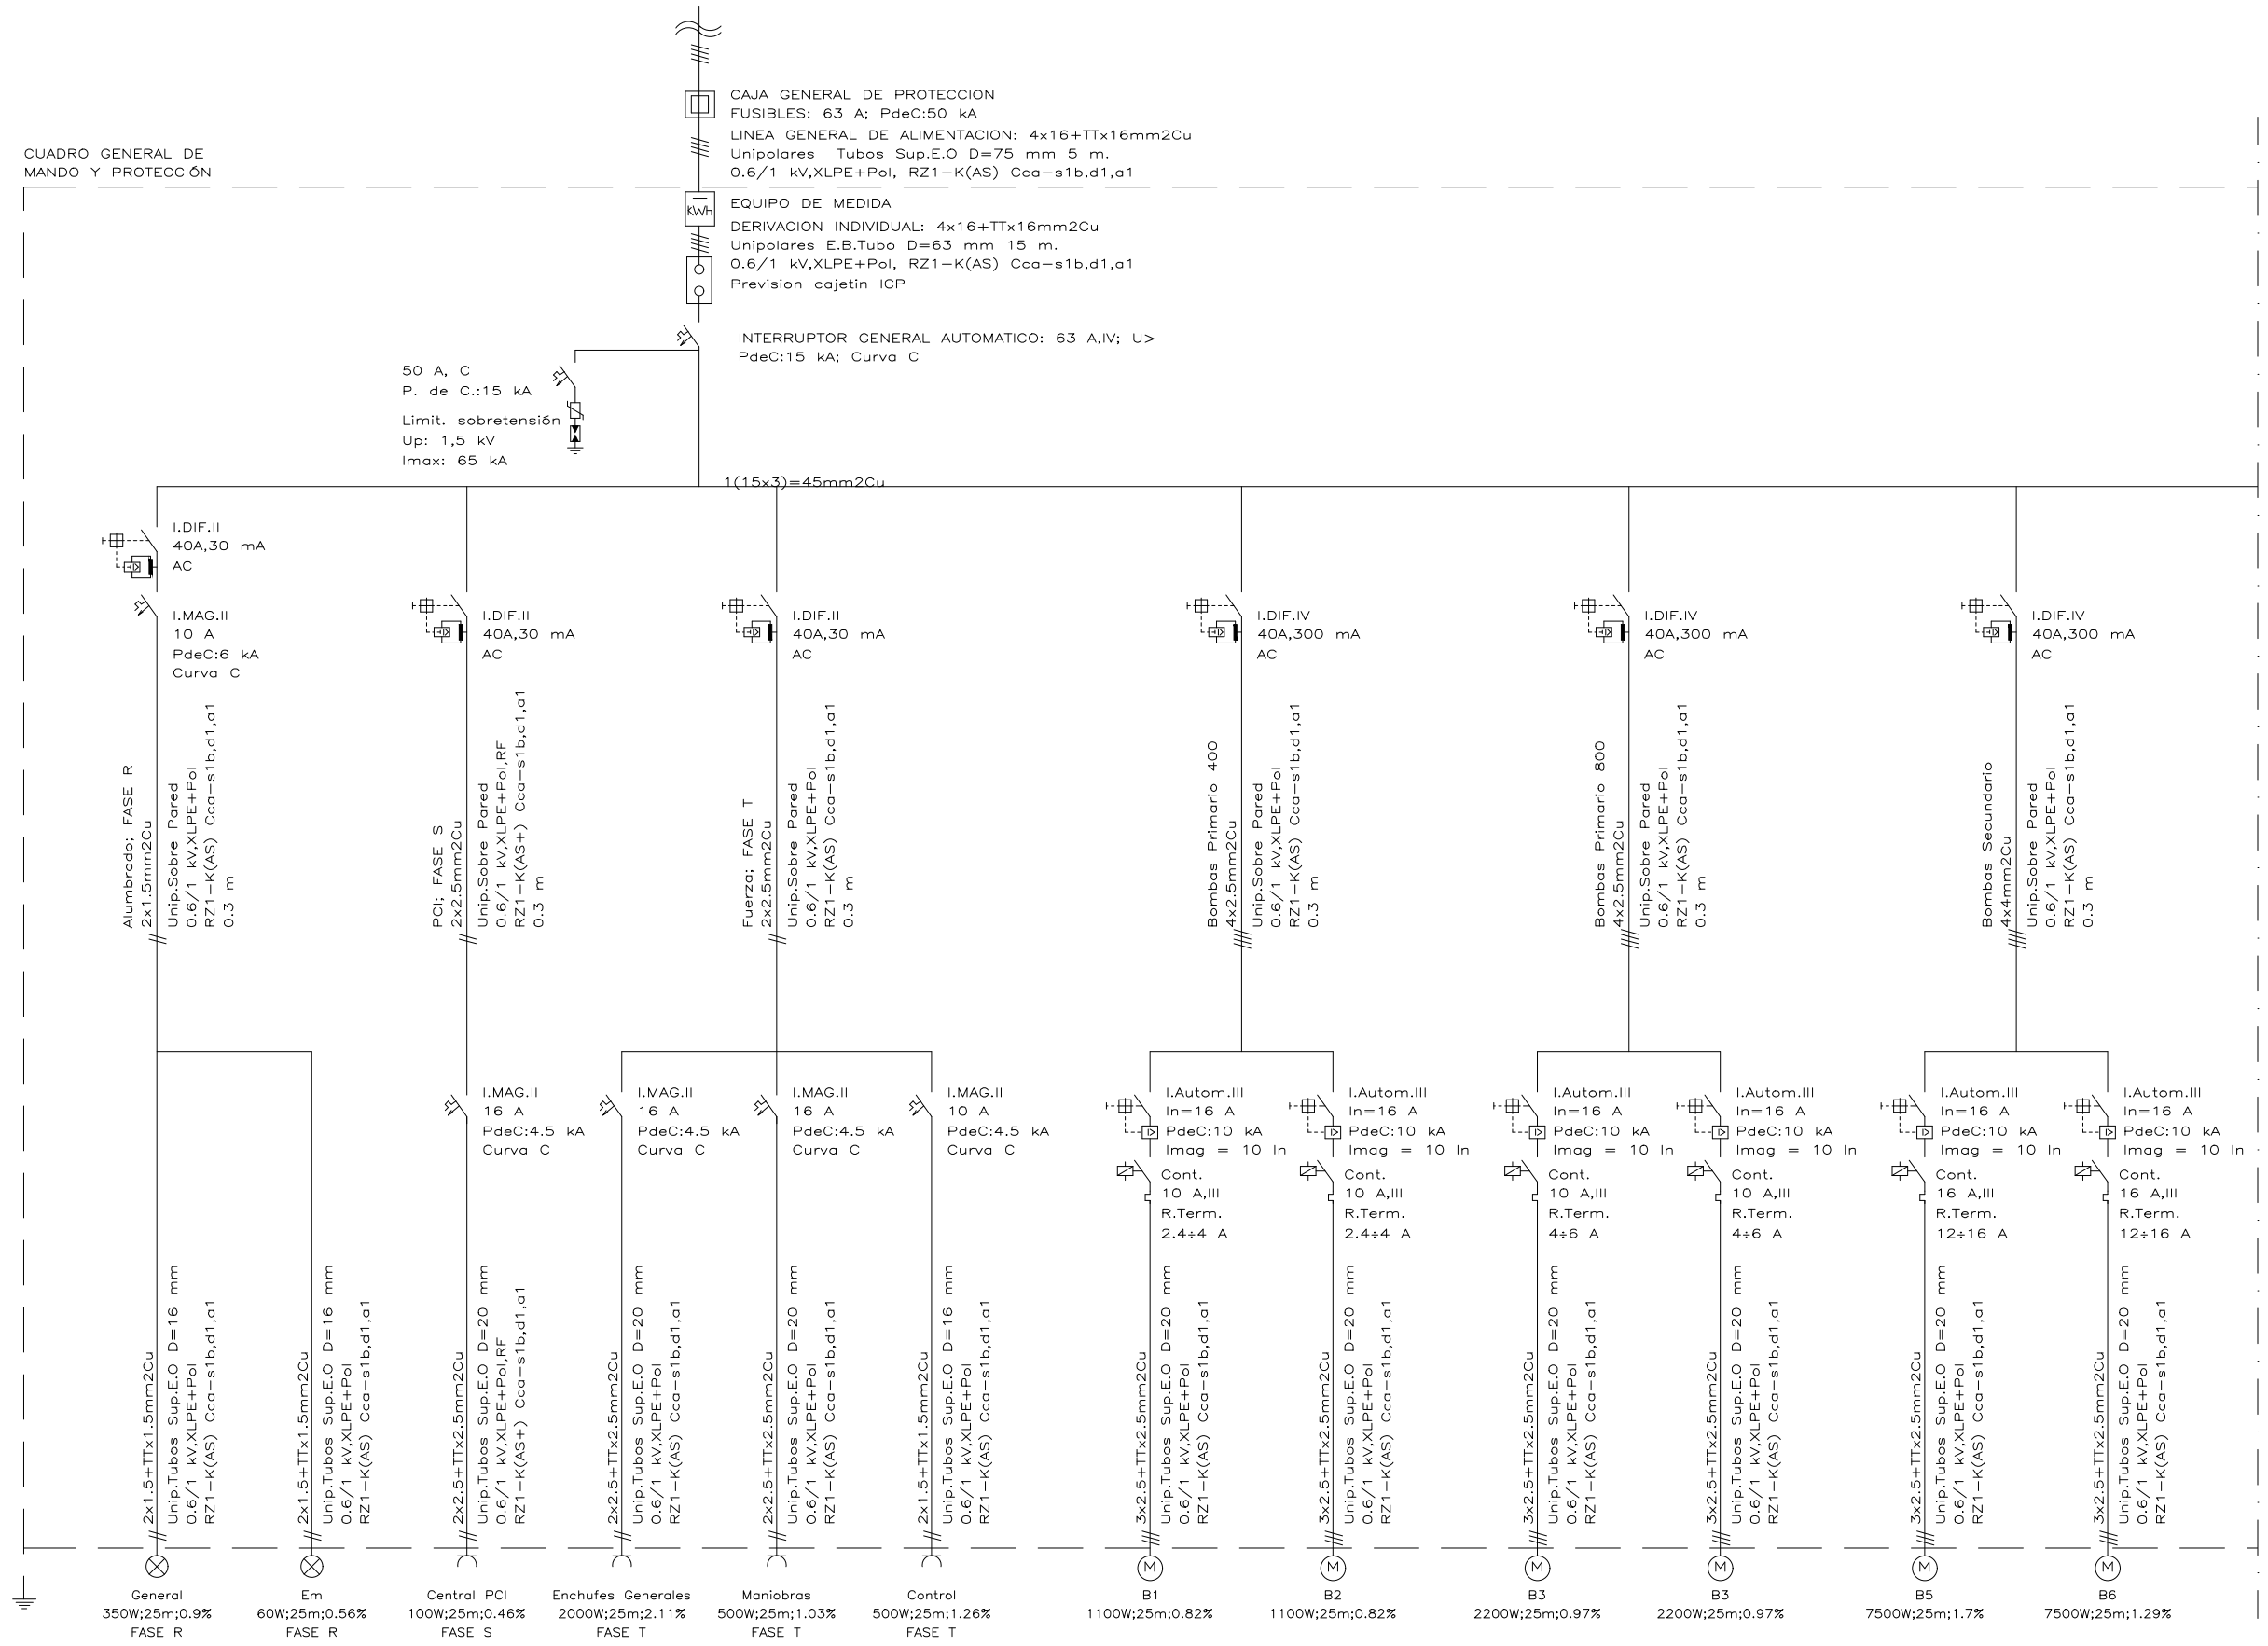 CAJA GENERAL DE PROTECCION
FUSIBLES: 63 A; PdeC:50 kA
LINEA GENERAL DE ALIMENTACION: 4x16+TTx16mm2Cu
Unipolares Tubos Sup.E.O D=75 mm 5 m.
0.6/1 kV,XLPE+Pol, RZ1-K(AS) Cca-s1b,d1,a1
CUADRO GENERAL DE
MANDO Y PROTECCIÓN
kWh
EQUIPO DE MEDIDA
DERIVACION INDIVIDUAL: 4x16+TTx16mm2Cu
Unipolares E.B.Tubo D=63 mm 15 m.
0.6/1 kV,XLPE+Pol, RZ1-K(AS) Cca-s1b,d1,a1
Prevision cajetin ICP
INTERRUPTOR GENERAL AUTOMATICO: 63 A,IV; U>
PdeC:15 kA; Curva C
50 A, C
P. de C.:15 kA
Limit. sobretensión
Up: 1,5 kV
Imax: 65 kA
1(15x3)=45mm2Cu
I.DIF.II
40A,30 mA
AC
I.MAG.II
10 A
PdeC:6 kA
Curva C
I.DIF.II
40A,30 mA
AC
I.DIF.II
40A,30 mA
AC
I.DIF.IV
40A,300 mA
AC
I.DIF.IV
40A,300 mA
AC
I.DIF.IV
40A,300 mA
AC
Alumbrado; FASE R
2x1.5mm2Cu
Unip.Sobre Pared
0.6/1 kV,XLPE+Pol
RZ1-K(AS) Cca-s1b,d1,a1
0.3 m
PCI; FASE S
2x2.5mm2Cu
Unip.Sobre Pared
0.6/1 kV,XLPE+Pol,RF
RZ1-K(AS+) Cca-s1b,d1,a1
0.3 m
Fuerza; FASE T
2x2.5mm2Cu
Unip.Sobre Pared
0.6/1 kV,XLPE+Pol
RZ1-K(AS) Cca-s1b,d1,a1
0.3 m
Bombas Primario 400
4x2.5mm2Cu
Unip.Sobre Pared
0.6/1 kV,XLPE+Pol
RZ1-K(AS) Cca-s1b,d1,a1
0.3 m
Bombas Primario 800
4x2.5mm2Cu
Unip.Sobre Pared
0.6/1 kV,XLPE+Pol
RZ1-K(AS) Cca-s1b,d1,a1
0.3 m
Bombas Secundario
4x4mm2Cu
Unip.Sobre Pared
0.6/1 kV,XLPE+Pol
RZ1-K(AS) Cca-s1b,d1,a1
0.3 m
I.MAG.II
16 A
PdeC:4.5 kA
Curva C
I.MAG.II
16 A
PdeC:4.5 kA
Curva C
I.MAG.II
16 A
PdeC:4.5 kA
Curva C
I.MAG.II
10 A
PdeC:4.5 kA
Curva C
I.Autom.III
In=16 A
PdeC:10 kA
Imag = 10 In
Cont.
10 A,III
R.Term.
2.4÷4 A
I.Autom.III
In=16 A
PdeC:10 kA
Imag = 10 In
Cont.
10 A,III
R.Term.
2.4÷4 A
I.Autom.III
In=16 A
PdeC:10 kA
Imag = 10 In
Cont.
10 A,III
R.Term.
4÷6 A
I.Autom.III
In=16 A
PdeC:10 kA
Imag = 10 In
Cont.
10 A,III
R.Term.
4÷6 A
I.Autom.III
In=16 A
PdeC:10 kA
Imag = 10 In
Cont.
16 A,III
R.Term.
12÷16 A
I.Autom.III
In=16 A
PdeC:10 kA
Imag = 10 In
Cont.
16 A,III
R.Term.
12÷16 A
2x1.5+TTx1.5mm2Cu
Unip.Tubos Sup.E.O D=16 mm
0.6/1 kV,XLPE+Pol
RZ1-K(AS) Cca-s1b,d1,a1
2x1.5+TTx1.5mm2Cu
Unip.Tubos Sup.E.O D=16 mm
0.6/1 kV,XLPE+Pol
RZ1-K(AS) Cca-s1b,d1,a1
2x2.5+TTx2.5mm2Cu
Unip.Tubos Sup.E.O D=20 mm
0.6/1 kV,XLPE+Pol,RF
RZ1-K(AS+) Cca-s1b,d1,a1
2x2.5+TTx2.5mm2Cu
Unip.Tubos Sup.E.O D=20 mm
0.6/1 kV,XLPE+Pol
RZ1-K(AS) Cca-s1b,d1,a1
2x2.5+TTx2.5mm2Cu
Unip.Tubos Sup.E.O D=20 mm
0.6/1 kV,XLPE+Pol
RZ1-K(AS) Cca-s1b,d1,a1
2x1.5+TTx1.5mm2Cu
Unip.Tubos Sup.E.O D=16 mm
0.6/1 kV,XLPE+Pol
RZ1-K(AS) Cca-s1b,d1,a1
3x2.5+TTx2.5mm2Cu
Unip.Tubos Sup.E.O D=20 mm
0.6/1 kV,XLPE+Pol
RZ1-K(AS) Cca-s1b,d1,a1
3x2.5+TTx2.5mm2Cu
Unip.Tubos Sup.E.O D=20 mm
0.6/1 kV,XLPE+Pol
RZ1-K(AS) Cca-s1b,d1,a1
3x2.5+TTx2.5mm2Cu
Unip.Tubos Sup.E.O D=20 mm
0.6/1 kV,XLPE+Pol
RZ1-K(AS) Cca-s1b,d1,a1
3x2.5+TTx2.5mm2Cu
Unip.Tubos Sup.E.O D=20 mm
0.6/1 kV,XLPE+Pol
RZ1-K(AS) Cca-s1b,d1,a1
3x2.5+TTx2.5mm2Cu
Unip.Tubos Sup.E.O D=20 mm
0.6/1 kV,XLPE+Pol
RZ1-K(AS) Cca-s1b,d1,a1
3x2.5+TTx2.5mm2Cu
Unip.Tubos Sup.E.O D=20 mm
0.6/1 kV,XLPE+Pol
RZ1-K(AS) Cca-s1b,d1,a1
General
350W;25m;0.9%
FASE R
Em
60W;25m;0.56%
FASE R
Central PCI
100W;25m;0.46%
FASE S
Enchufes Generales
2000W;25m;2.11%
FASE T
Maniobras
500W;25m;1.03%
FASE T
Control
500W;25m;1.26%
FASE T
M
B1
1100W;25m;0.82%
M
B2
1100W;25m;0.82%
M
B3
2200W;25m;0.97%
M
B3
2200W;25m;0.97%
M
B5
7500W;25m;1.7%
M
B6
7500W;25m;1.29%